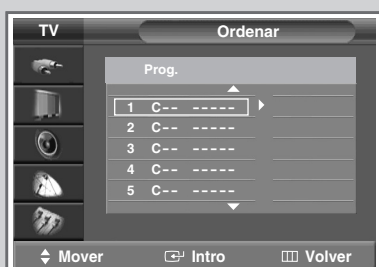 TV
Ordenar
Prog.
1 C-- -----
2 C-- -----
3 C-- -----
4 C-- -----
5 C-- -----
Mover Intro Volver